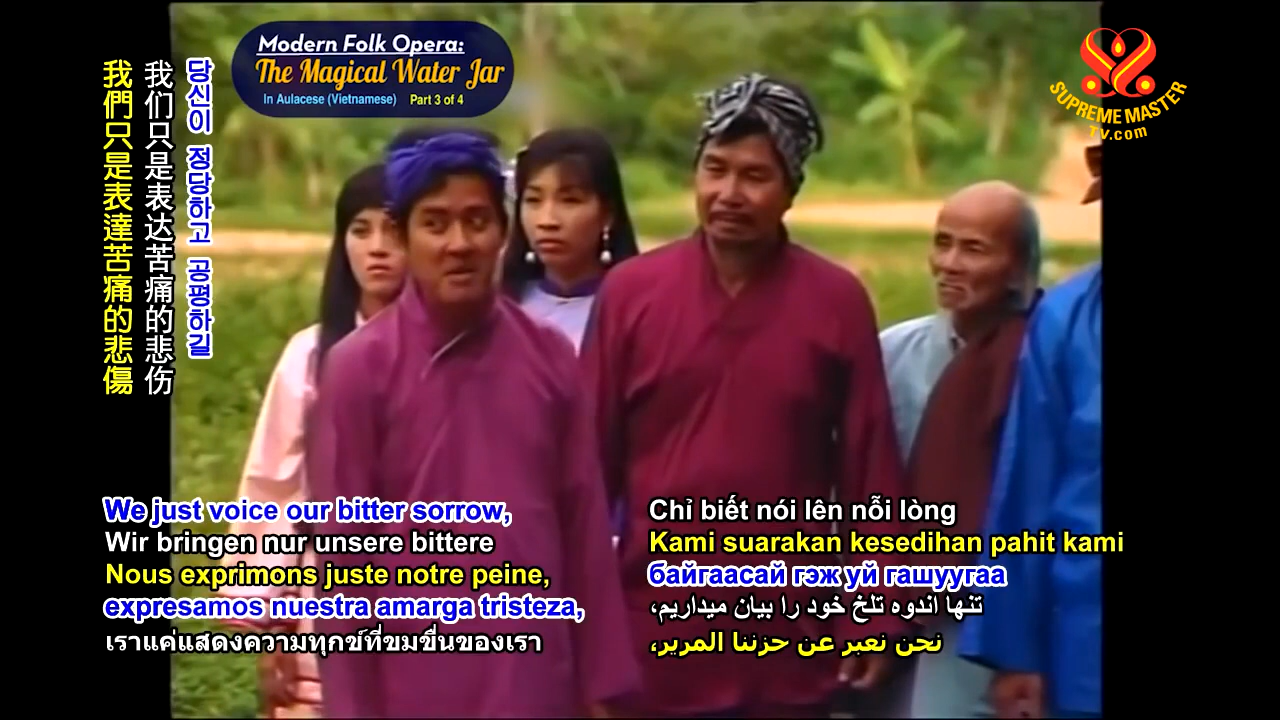 Modern Folk Opera:
The Magical Water Jar
In Aulacese (Vietnamese) Part 3 of 4
SUPREME MASTER
TV.com
我們只是表達苦痛的悲傷
我们只是表达苦痛的悲伤
당신이 정당하고 공평하길
We just voice our bitter sorrow,
Wir bringen nur unsere bittere
Nous exprimons juste notre peine,
expresamos nuestra amarga tristeza,
เราแค่แสดงความทุกข์ที่ขมขื่นของเรา
Chỉ biết nói lên nỗi lòng
Kami suarakan kesedihan pahit kami
байгаасай гэж уй гашуугаа
تنها اندوه تلخ خود را بیان میداریم،
نحن نعبر عن حزننا المرير،